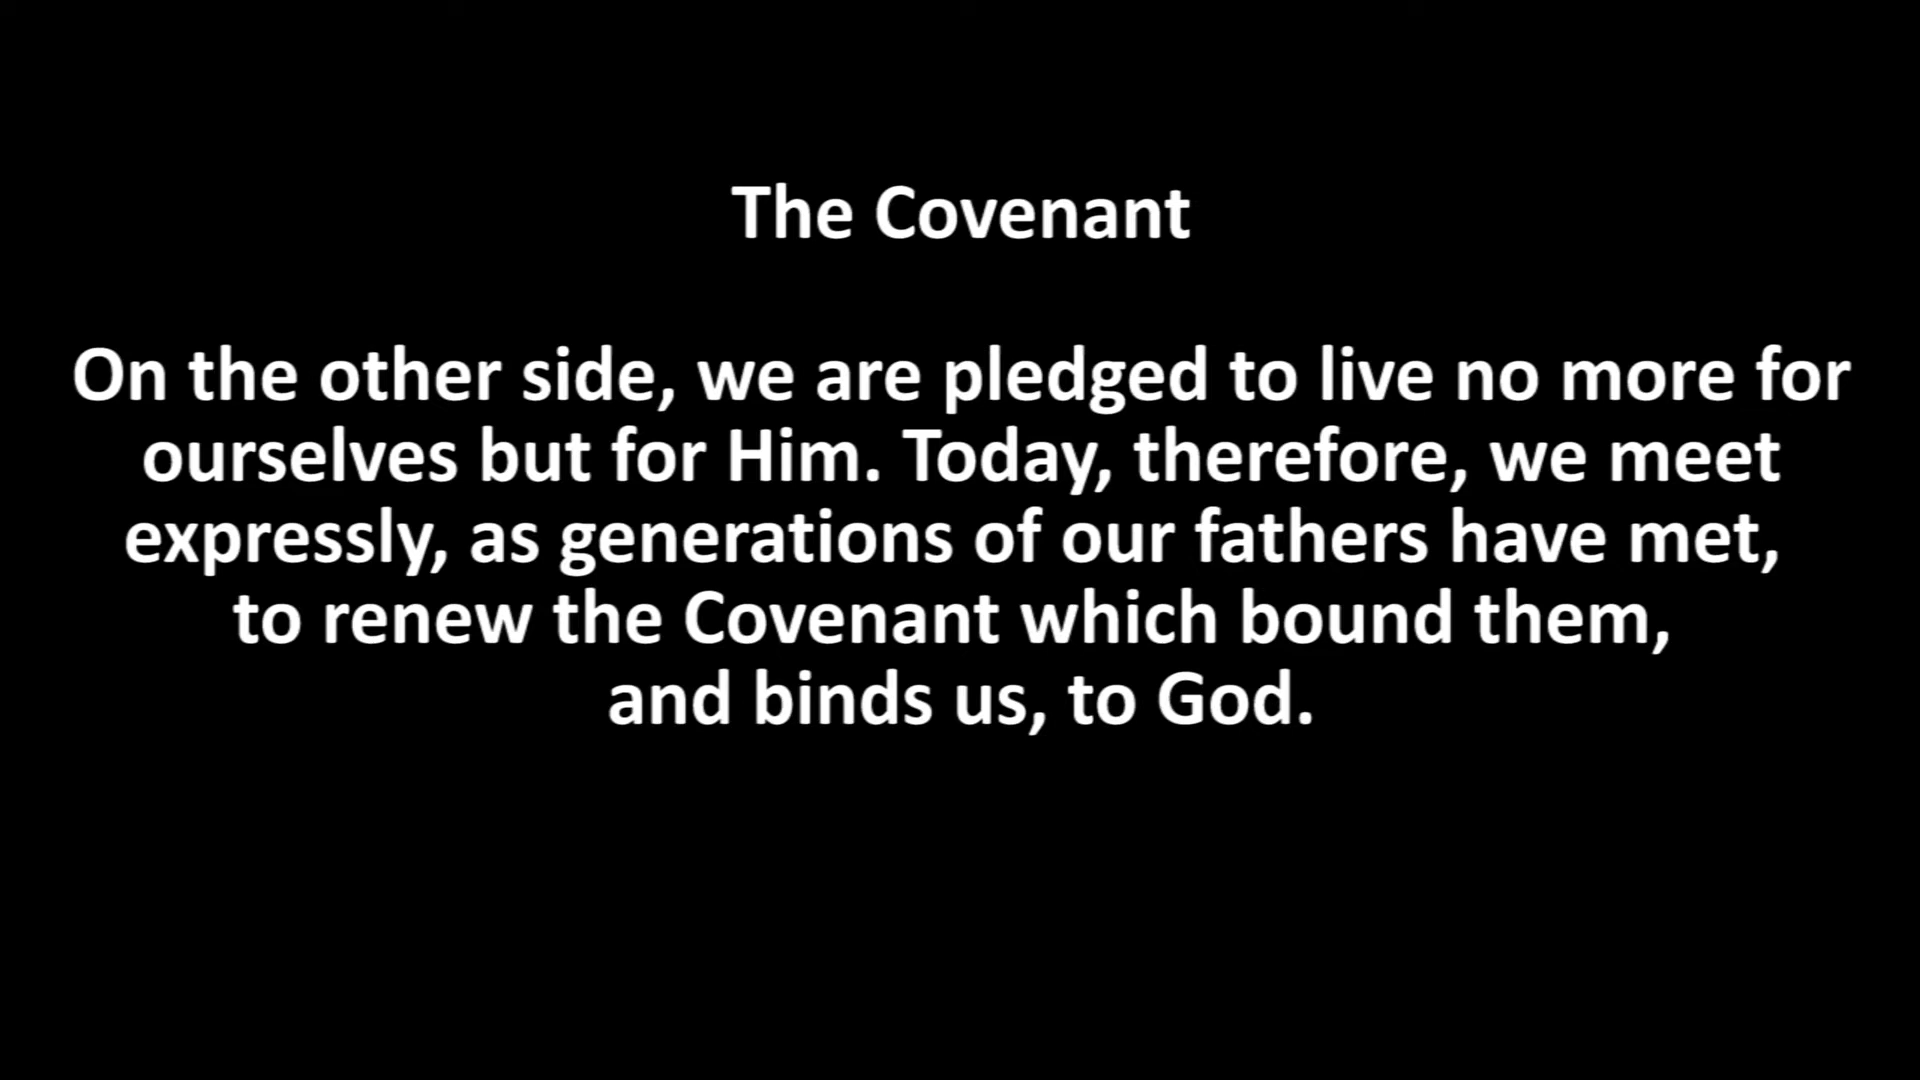 The Covenant
On the other side, we are pledged to live no more for
ourselves but for Him. Today, therefore, we meet
expressly, as generations of our fathers have met,
to renew the Covenant which bound them,
and binds us, to God.